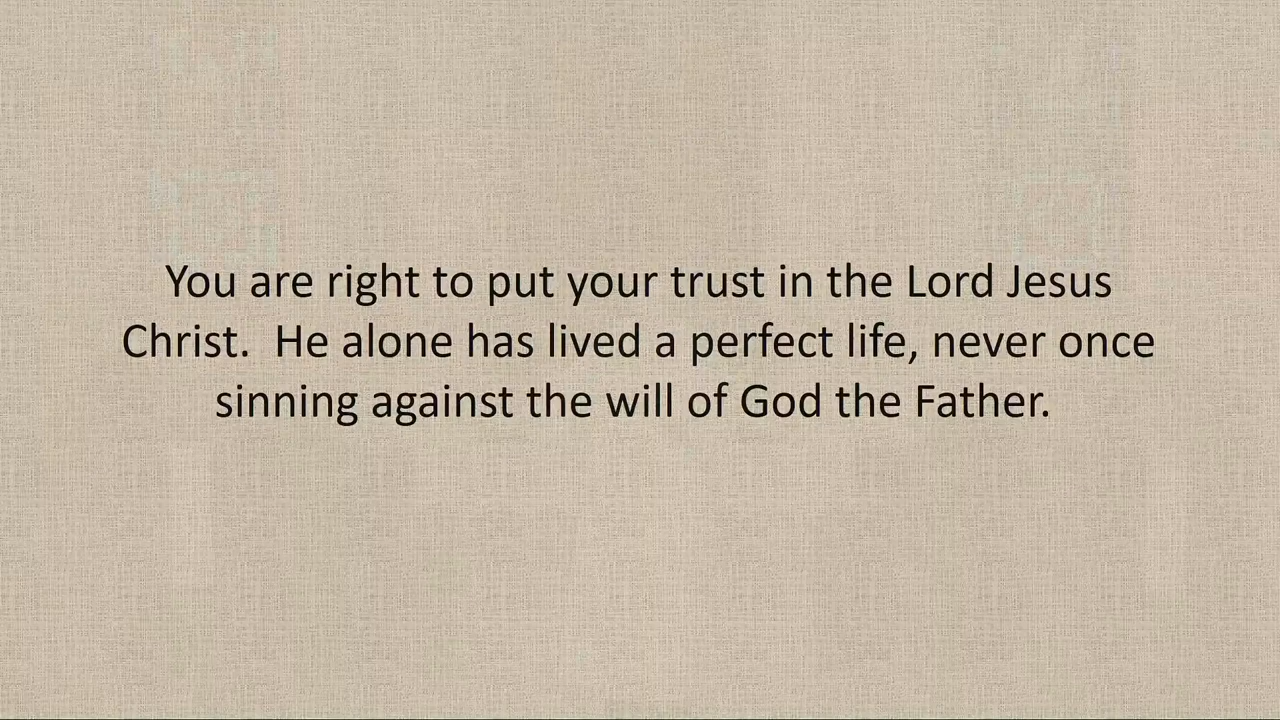 You are right to put your trust in the Lord Jesus
Christ.  He alone has lived a perfect life, never once
sinning against the will of God the Father.